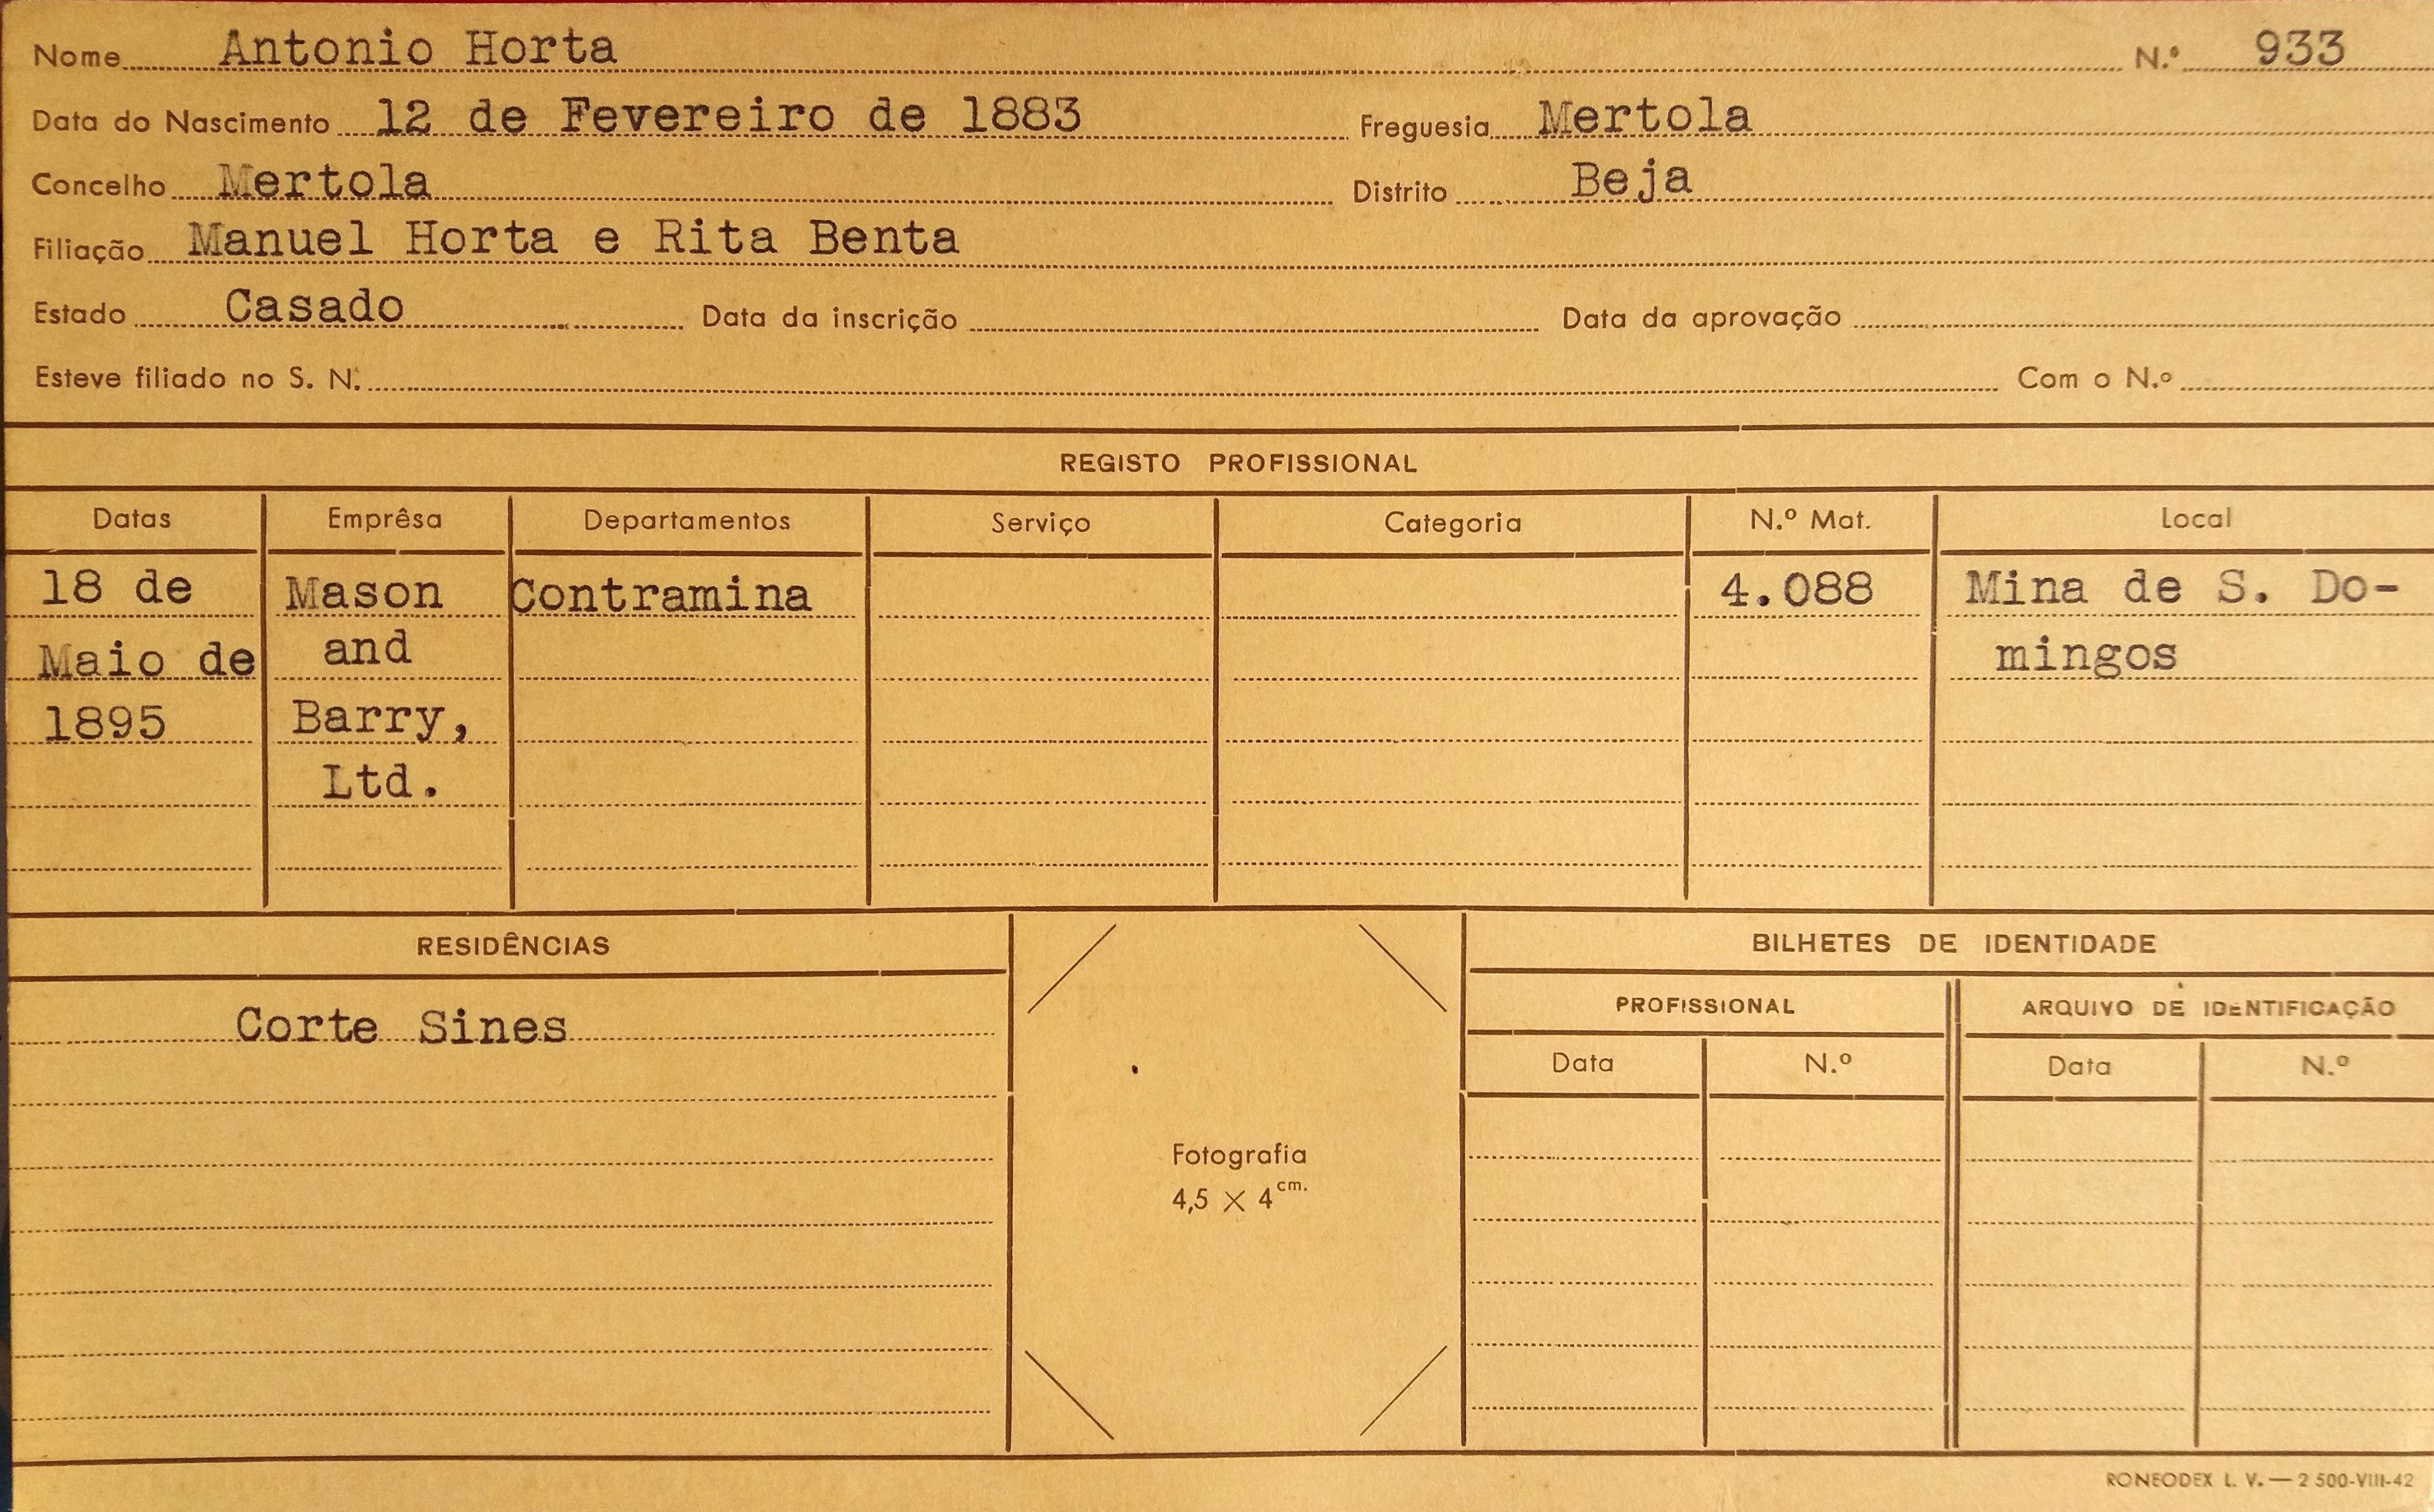 Nome Antonio Horta N.º 933
Data do Nascimento 12 de Fevereiro de 1883 Freguesia Mertola
Concelho Mertola Distrito Beja
Filiação Manuel Horta e Rita Benta
Estado Casado Data da inscrição Data da aprovação
Esteve filiado no S. N. Com o N.º
REGISTO PROFISSIONAL
Datas Emprêsa Departamentos Serviço Categoria N.º Mat. Local
18 de Mason Contramina 4.088 Mina de S. Do-
Maio de and mingos
1895 Barry,
Ltd.
RESIDÊNCIAS BILHETES DE IDENTIDADE
Corte Sines PROFISSIONAL ARQUIVO DE IDENTIFICAÇÃO
Data N.º Data N.º
Fotografia
4,5 × 4 cm.
RONEODEX L. V. — 2 500-VIII-42